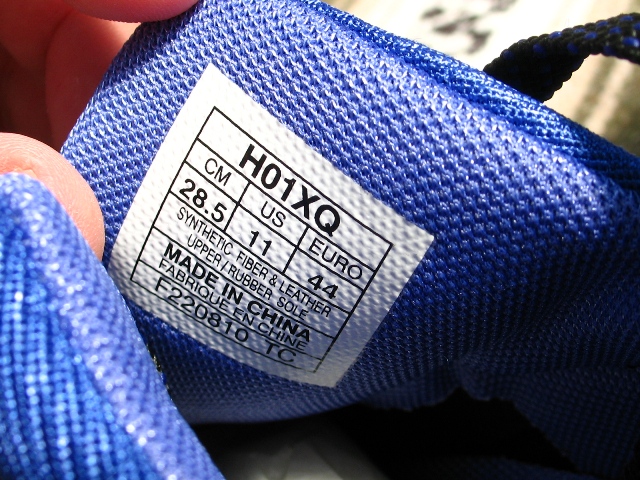 H01XQ
CM US EURO
28.5 11 44
SYNTHETIC FIBER & LEATHER
UPPER/RUBBER SOLE
MADE IN CHINA
FABRIQUE EN CHINE
F220810 TC